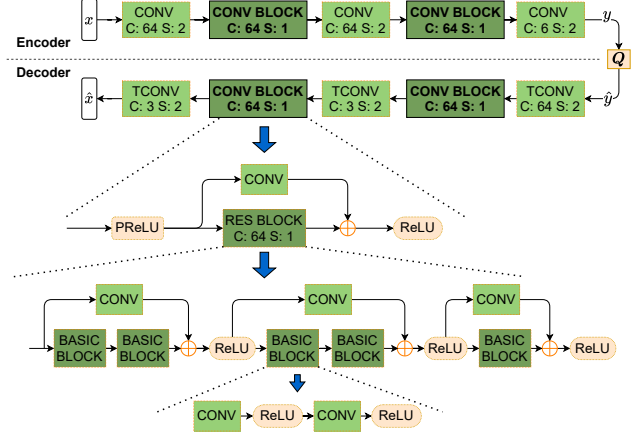 x
CONV
C: 64 S: 2
CONV BLOCK
C: 64 S: 1
CONV
C: 64 S: 2
CONV BLOCK
C: 64 S: 1
CONV
C: 6 S: 2
y
Encoder
Q
Decoder
x̂
TCONV
C: 3 S: 2
CONV BLOCK
C: 64 S: 1
TCONV
C: 3 S: 2
CONV BLOCK
C: 64 S: 1
TCONV
C: 64 S: 2
ŷ
CONV
PReLU
RES BLOCK
C: 64 S: 1
ReLU
CONV
CONV
CONV
BASIC
BLOCK
BASIC
BLOCK
ReLU
BASIC
BLOCK
BASIC
BLOCK
ReLU
BASIC
BLOCK
ReLU
CONV
ReLU
CONV
ReLU